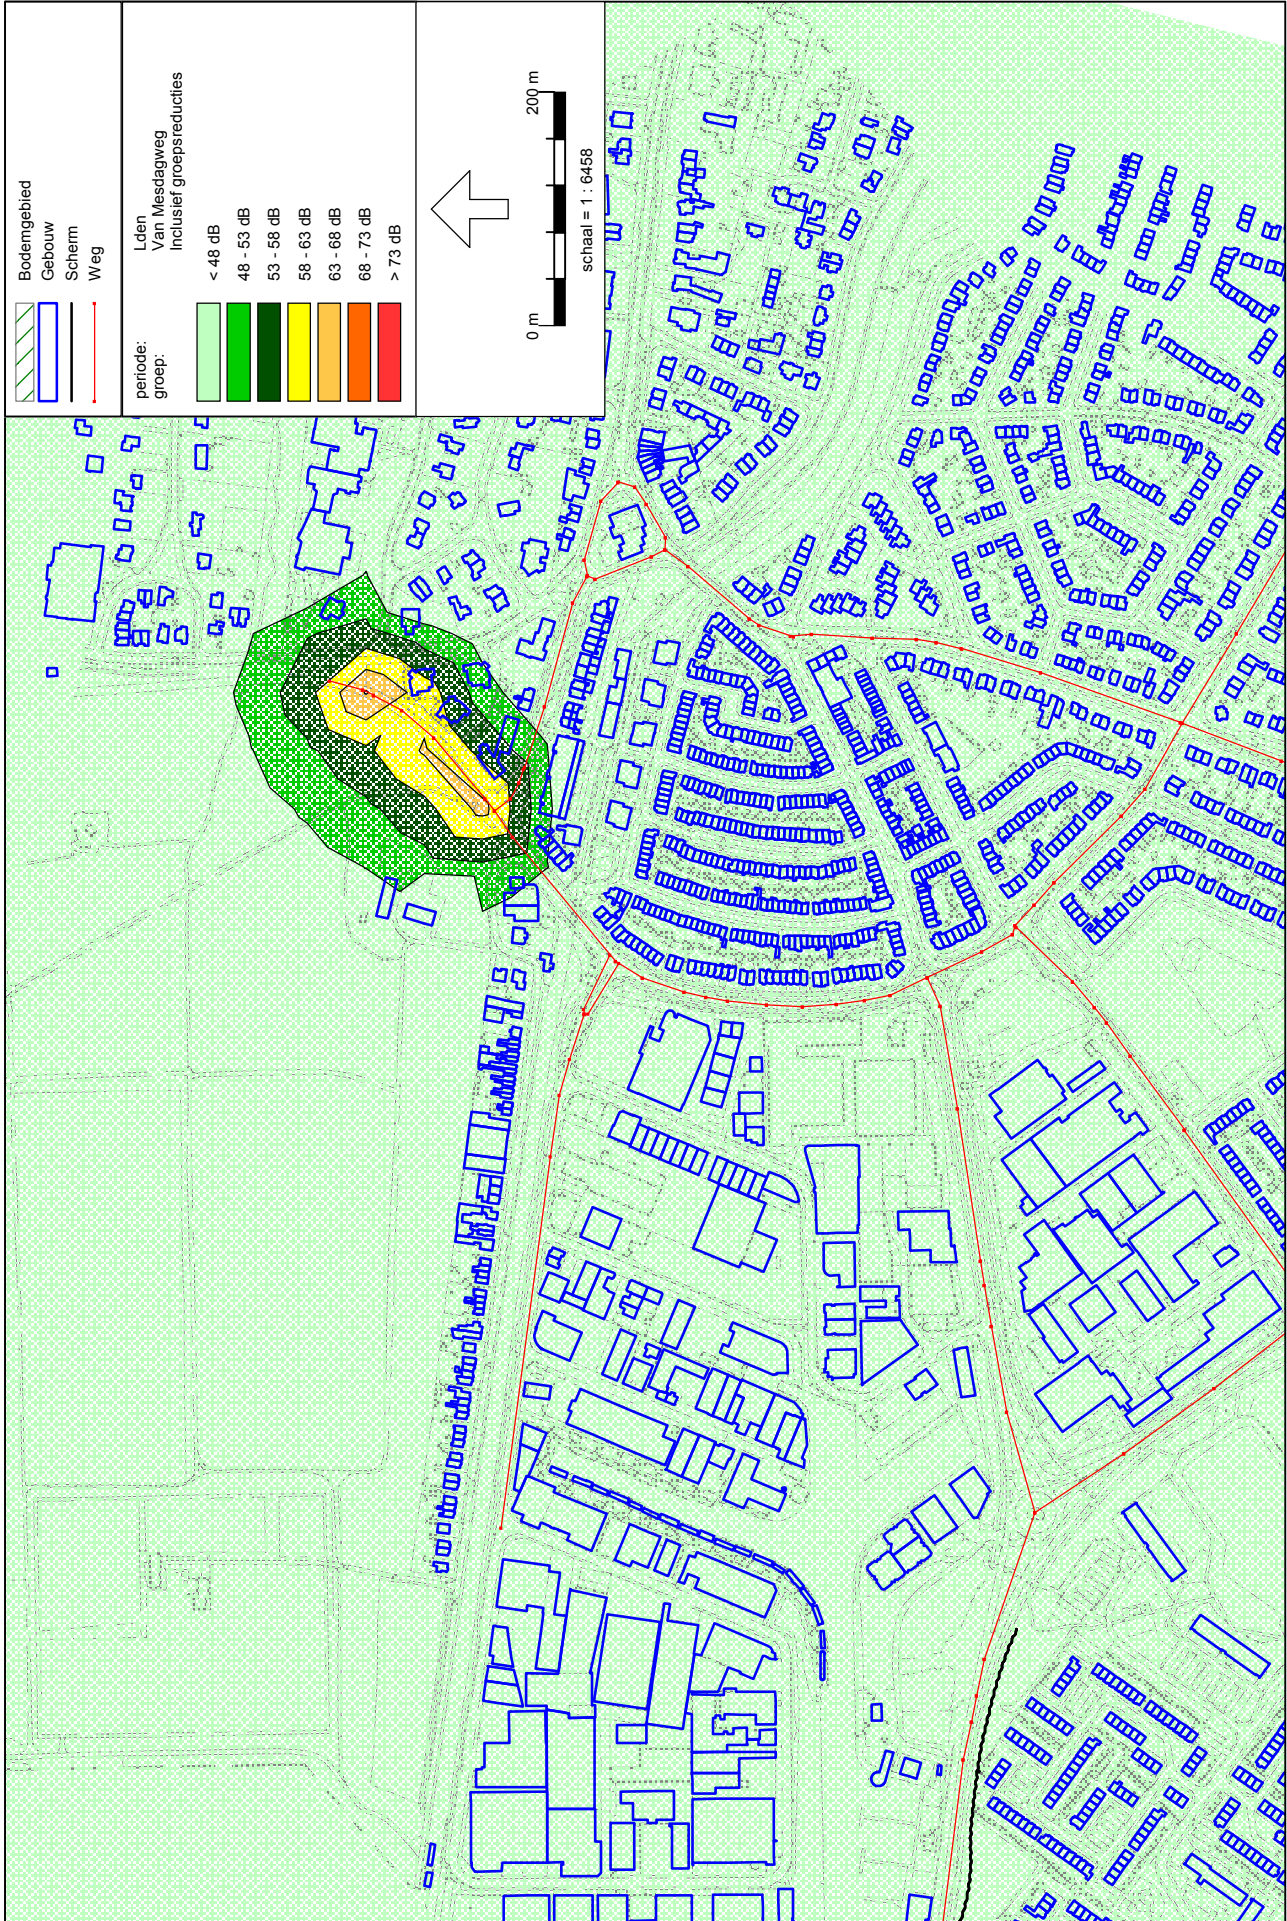 Bodemgebied
Gebouw
Scherm
Weg
periode: Lden
groep: Van Mesdagweg
Inclusief groepsreducties
< 48 dB
48 - 53 dB
53 - 58 dB
58 - 63 dB
63 - 68 dB
68 - 73 dB
> 73 dB
0 m 200 m
schaal = 1 : 6458